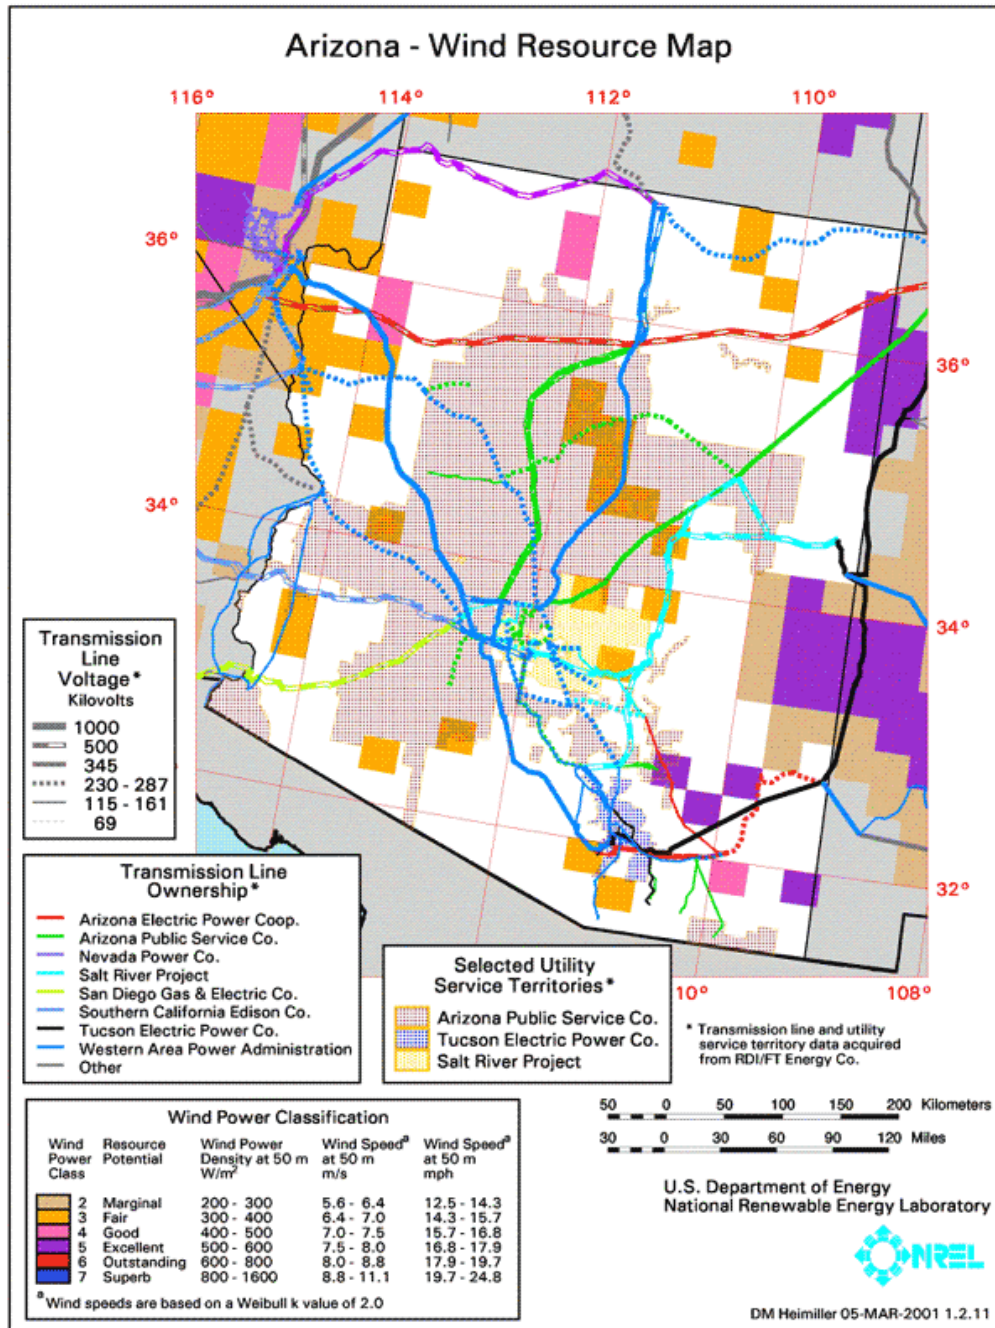 Arizona - Wind Resource Map
116° 114° 112° 110°
36°
36°
34°
34°
32°
10° 108°
Transmission
Line
Voltage*
Kilovolts
1000
500
345
230 - 287
115 - 161
69
Transmission Line
Ownership*
Arizona Electric Power Coop.
Arizona Public Service Co.
Nevada Power Co.
Salt River Project
San Diego Gas & Electric Co.
Southern California Edison Co.
Tucson Electric Power Co.
Western Area Power Administration
Other
Selected Utility
Service Territories*
Arizona Public Service Co.
Tucson Electric Power Co.
Salt River Project
* Transmission line and utility
service territory data acquired
from RDI/FT Energy Co.
Wind Power Classification
Wind Resource Wind Power Wind Speedᵃ Wind Speedᵃ
Power Potential Density at 50 m at 50 m at 50 m
Class W/m² m/s mph
2 Marginal 200 - 300 5.6 - 6.4 12.5 - 14.3
3 Fair 300 - 400 6.4 - 7.0 14.3 - 15.7
4 Good 400 - 500 7.0 - 7.5 15.7 - 16.8
5 Excellent 500 - 600 7.5 - 8.0 16.8 - 17.9
6 Outstanding 600 - 800 8.0 - 8.8 17.9 - 19.7
7 Superb 800 - 1600 8.8 - 11.1 19.7 - 24.8
ᵃ Wind speeds are based on a Weibull k value of 2.0
50 0 50 100 150 200 Kilometers
30 0 30 60 90 120 Miles
U.S. Department of Energy
National Renewable Energy Laboratory
NREL
DM Heimiller 05-MAR-2001 1.2.11